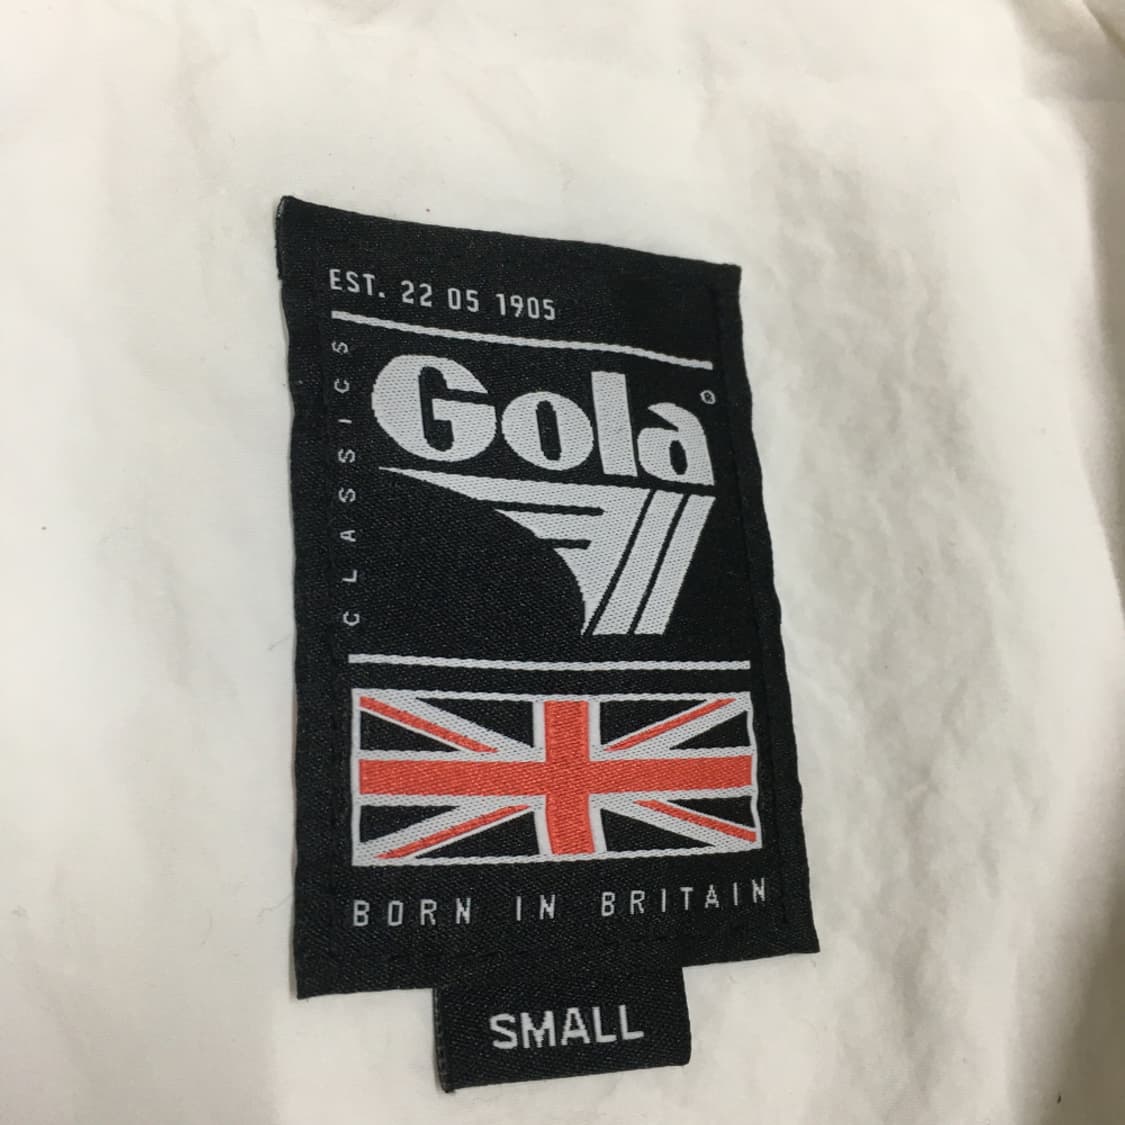 EST. 22 05 1905
CLASSICS
Gola®
BORN IN BRITAIN
SMALL